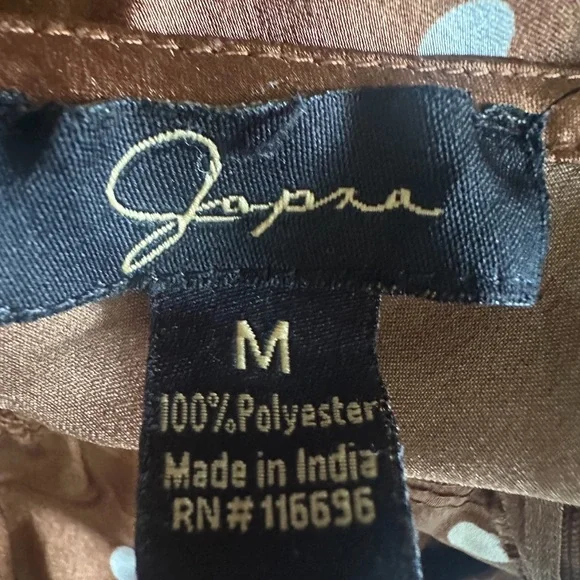 Japna
M
100% Polyester
Made in India
RN# 116696